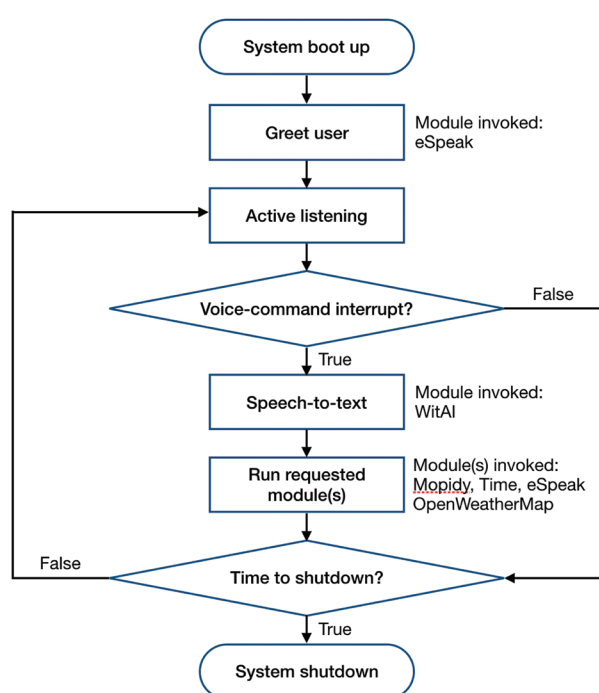 System boot up
Greet user
Module invoked:
eSpeak
Active listening
Voice-command interrupt?
False
True
Speech-to-text
Module invoked:
WitAI
Run requested
module(s)
Module(s) invoked:
Mopidy, Time, eSpeak
OpenWeatherMap
False
Time to shutdown?
True
System shutdown